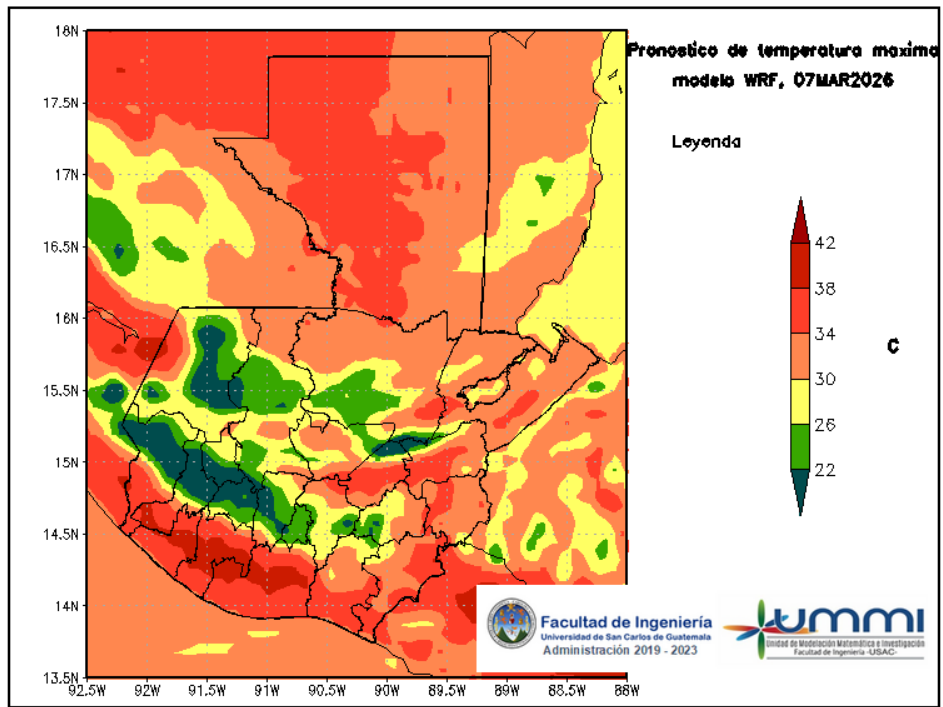 Pronostico de temperatura maxima
modelo WRF, 07MAR2026
Leyenda
42
38
34
30
26
22
C
18N
17.5N
17N
16.5N
16N
15.5N
15N
14.5N
14N
13.5N
92.5W
92W
91.5W
91W
90.5W
90W
89.5W
89W
88.5W
88W
Facultad de Ingeniería
Universidad de San Carlos de Guatemala
Administración 2019 - 2023
ummi
Unidad de Modelación Matemática e Investigación
Facultad de Ingeniería -USAC-